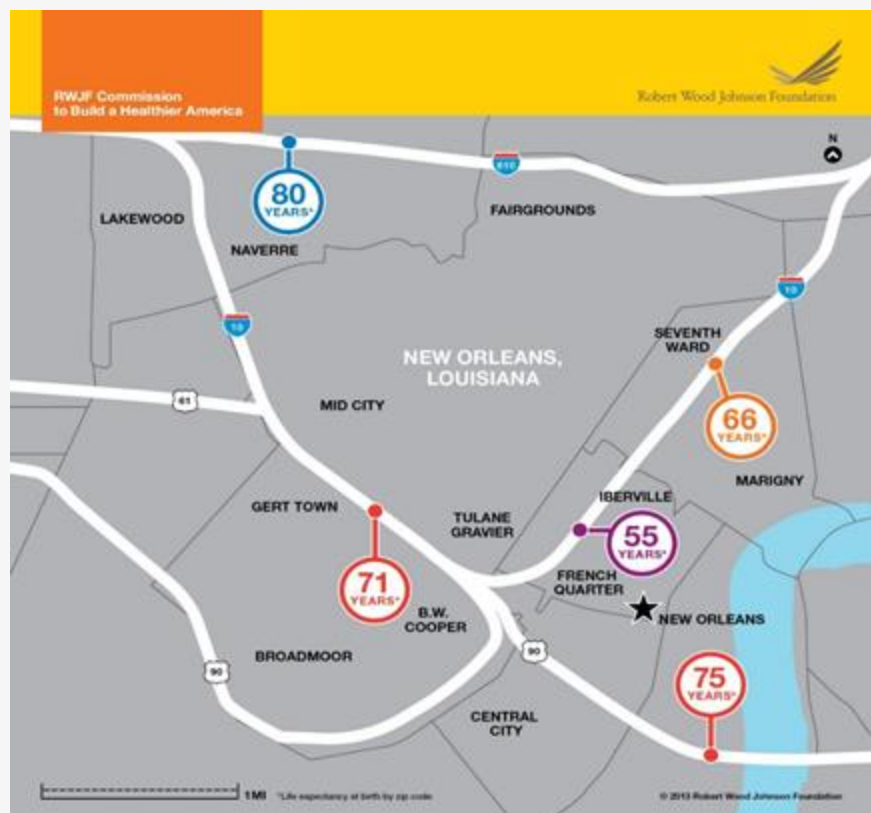 RWJF Commission
to Build a Healthier America
Robert Wood Johnson Foundation
N
80
YEARS*
610
LAKEWOOD
FAIRGROUNDS
NAVERRE
10
10
SEVENTH
WARD
NEW ORLEANS,
LOUISIANA
61
MID CITY
66
YEARS*
MARIGNY
IBERVILLE
GERT TOWN
TULANE
GRAVIER
55
YEARS*
71
YEARS*
FRENCH
QUARTER
B.W.
COOPER
NEW ORLEANS
BROADMOOR
90
90
75
YEARS*
CENTRAL
CITY
1 MI
*Life expectancy at birth by zip code.
© 2013 Robert Wood Johnson Foundation